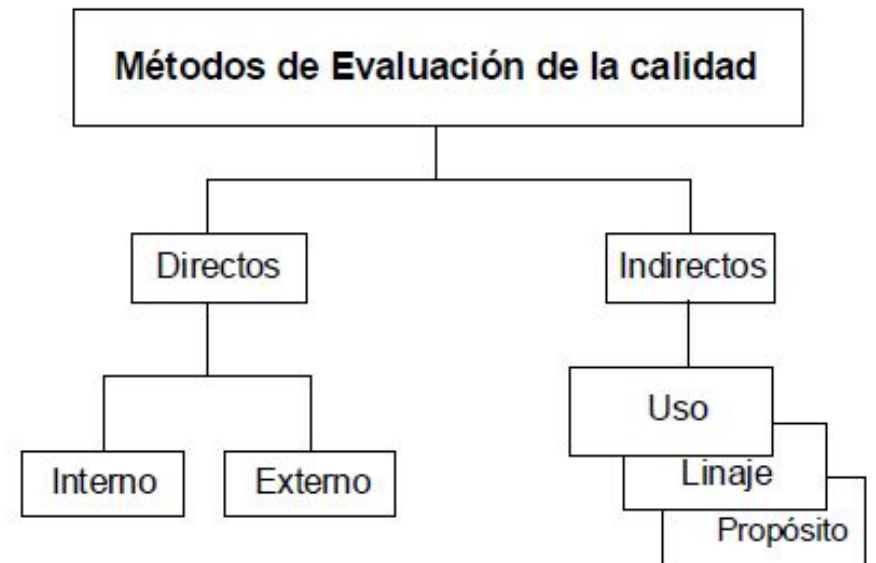 Métodos de Evaluación de la calidad
Directos
Indirectos
Interno
Externo
Uso
Linaje
Propósito